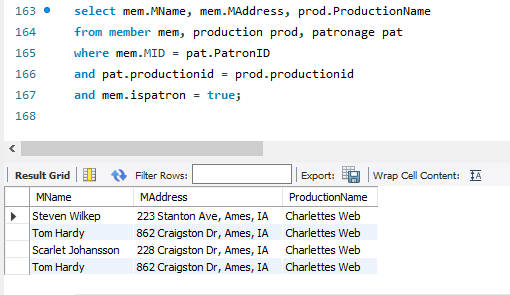 163 select mem.MName, mem.MAddress, prod.ProductionName
164 from member mem, production prod, patronage pat
165 where mem.MID = pat.PatronID
166 and pat.productionid = prod.productionid
167 and mem.ispatron = true;
168
Result Grid Filter Rows: Export: Wrap Cell Content:
MName MAddress ProductionName
Steven Wilkep 223 Stanton Ave, Ames, IA Charlettes Web
Tom Hardy 862 Craigston Dr, Ames, IA Charlettes Web
Scarlet Johansson 228 Craigston Dr, Ames, IA Charlettes Web
Tom Hardy 862 Craigston Dr, Ames, IA Charlettes Web